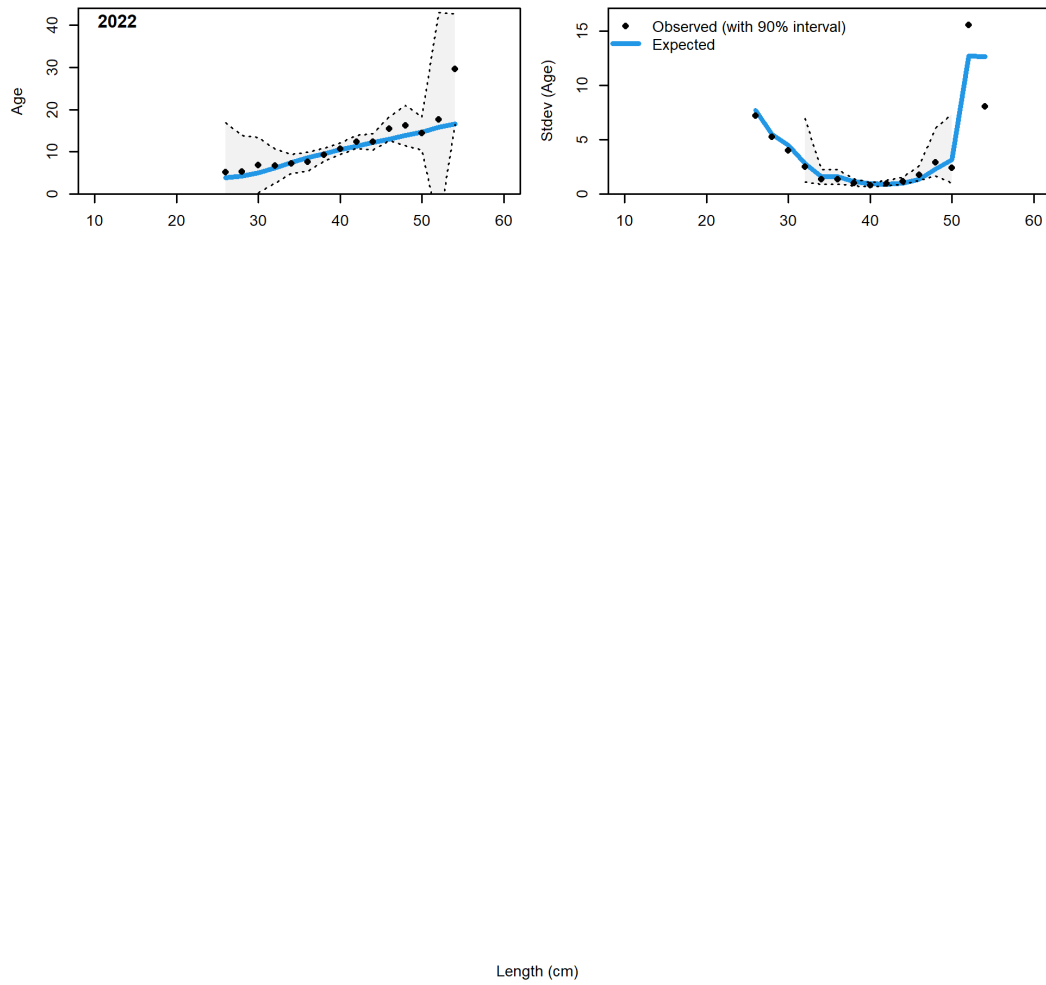 2022
Age
0 10 20 30 40
10 20 30 40 50 60
Observed (with 90% interval)
Expected
Stdev (Age)
0 5 10 15
10 20 30 40 50 60
Length (cm)